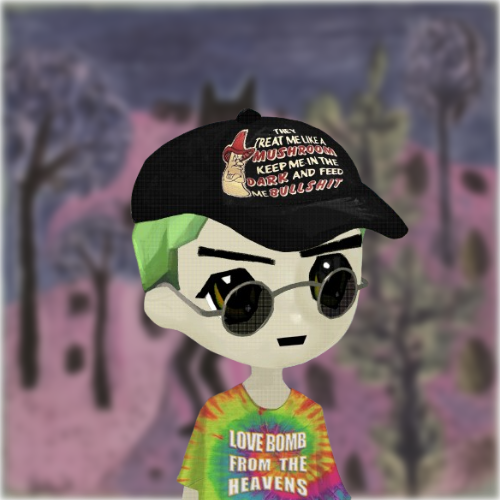 THEY
TREAT ME LIKE A
MUSHROOM
KEEP ME IN THE
DARK AND FEED
ME BULLSHIT
LOVE BOMB
FROM THE
HEAVENS